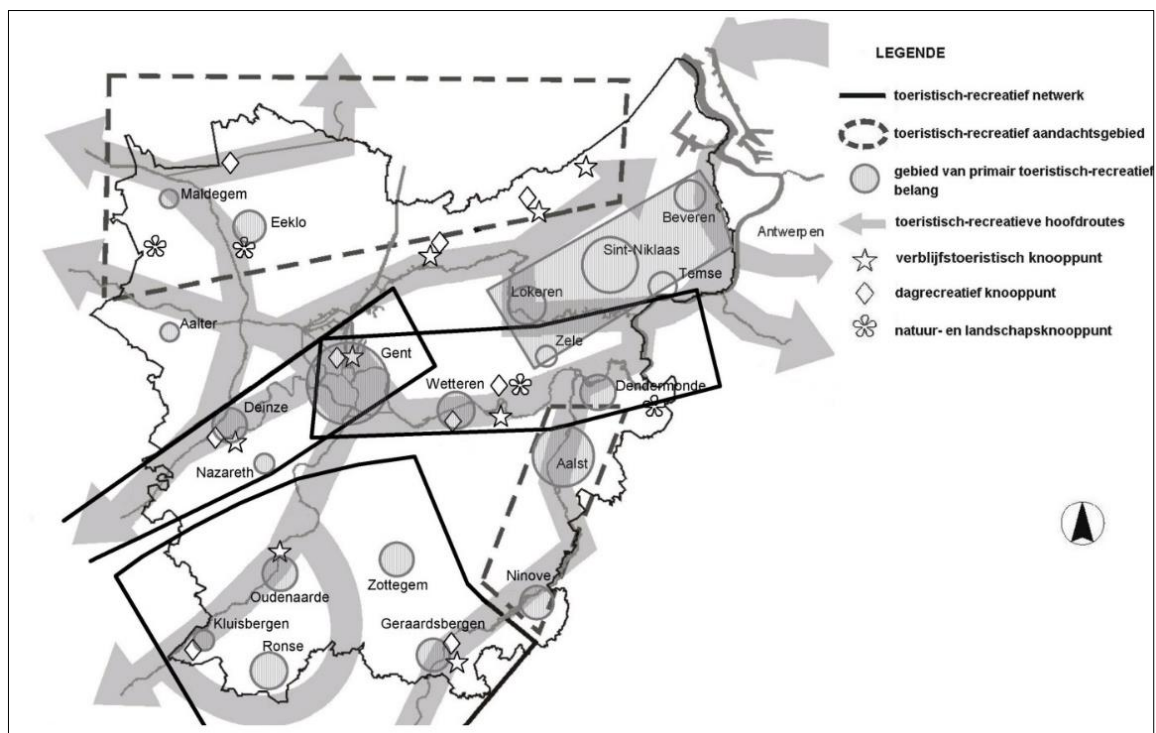 LEGENDE
toeristisch-recreatief netwerk
toeristisch-recreatief aandachtsgebied
gebied van primair toeristisch-recreatief
belang
toeristisch-recreatieve hoofdroutes
verblijfstoeristisch knooppunt
dagrecreatief knooppunt
natuur- en landschapsknooppunt
Maldegem
Eeklo
Beveren
Antwerpen
Sint-Niklaas
Temse
Lokeren
Aalter
Zele
Gent
Wetteren
Dendermonde
Deinze
Nazareth
Aalst
Ninove
Zottegem
Oudenaarde
Kluisbergen
Geraardsbergen
Ronse